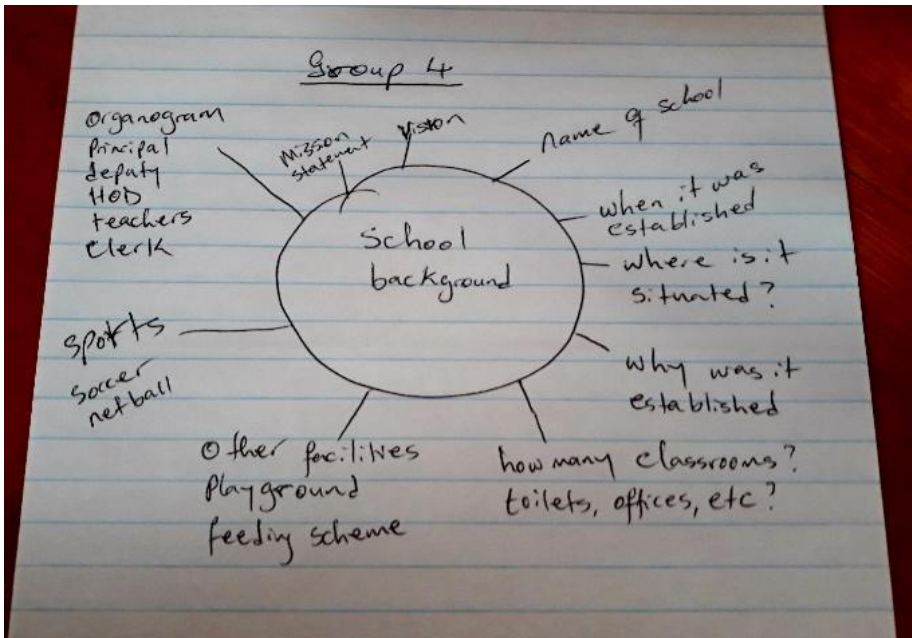 Group 4
Organogram
Principal
deputy
HOD
teachers
Clerk
Mission
statement
Vision
name of school
when it was
established
where is it
situated?
why was it
established
how many classrooms?
toilets, offices, etc?
Other facilities
Playground
feeding scheme
Sports
soccer
netball
School
background